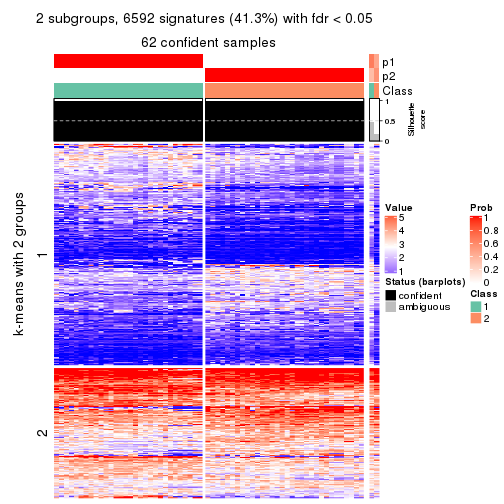 2 subgroups, 6592 signatures (41.3%) with fdr < 0.05
62 confident samples
p1
p2
Class
1
0.5
0
Silhouette
score
k-means with 2 groups
1
2
Value
5
4
3
2
1
Status (barplots)
confident
ambiguous
Prob
1
0.8
0.6
0.4
0.2
0
Class
1
2